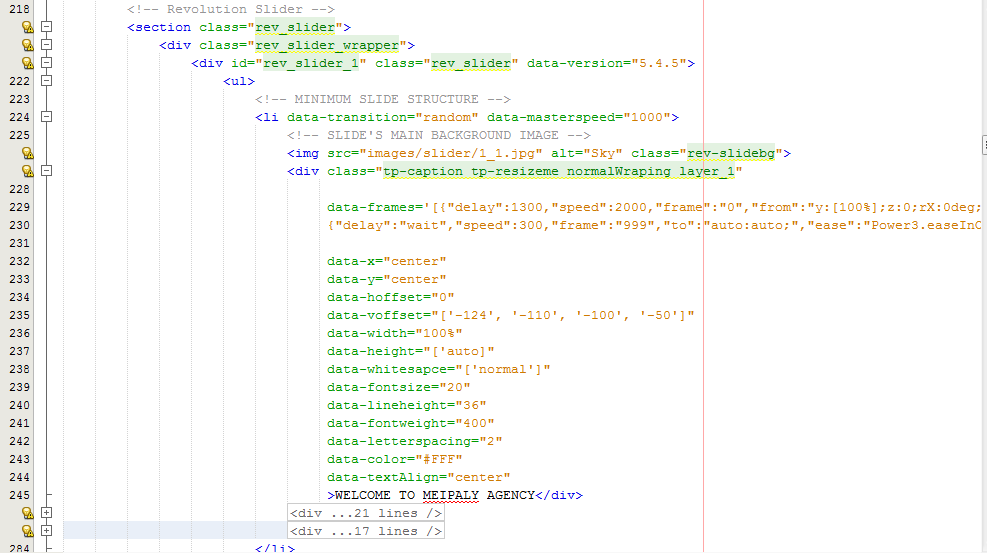 218 <!-- Revolution Slider -->
<section class="rev_slider">
<div class="rev_slider_wrapper">
<div id="rev_slider_1" class="rev_slider" data-version="5.4.5">
222 <ul>
223 <!-- MINIMUM SLIDE STRUCTURE -->
224 <li data-transition="random" data-masterspeed="1000">
225 <!-- SLIDE'S MAIN BACKGROUND IMAGE -->
<img src="images/slider/1_1.jpg" alt="Sky" class="rev-slidebg">
<div class="tp-caption tp-resizeme normalWraping layer_1"
228
229 data-frames='[{"delay":1300,"speed":2000,"frame":"0","from":"y:[100%];z:0;rX:0deg;
230 {"delay":"wait","speed":300,"frame":"999","to":"auto:auto;","ease":"Power3.easeInO
231
232 data-x="center"
233 data-y="center"
234 data-hoffset="0"
235 data-voffset="['-124', '-110', '-100', '-50']"
236 data-width="100%"
237 data-height="['auto]"
238 data-whitesapce="['normal']"
239 data-fontsize="20"
240 data-lineheight="36"
241 data-fontweight="400"
242 data-letterspacing="2"
243 data-color="#FFF"
244 data-textAlign="center"
245 >WELCOME TO MEIPALY AGENCY</div>
<div ...21 lines />
<div ...17 lines />
284 </li>